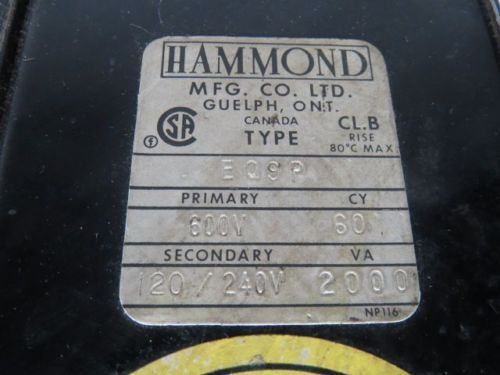 HAMMOND
MFG. CO. LTD.
GUELPH, ONT.
CANADA
SA TYPE CL.B
RISE
80°C MAX
EQ9P
PRIMARY CY
600V 60
SECONDARY VA
120/240V 2000
NP116